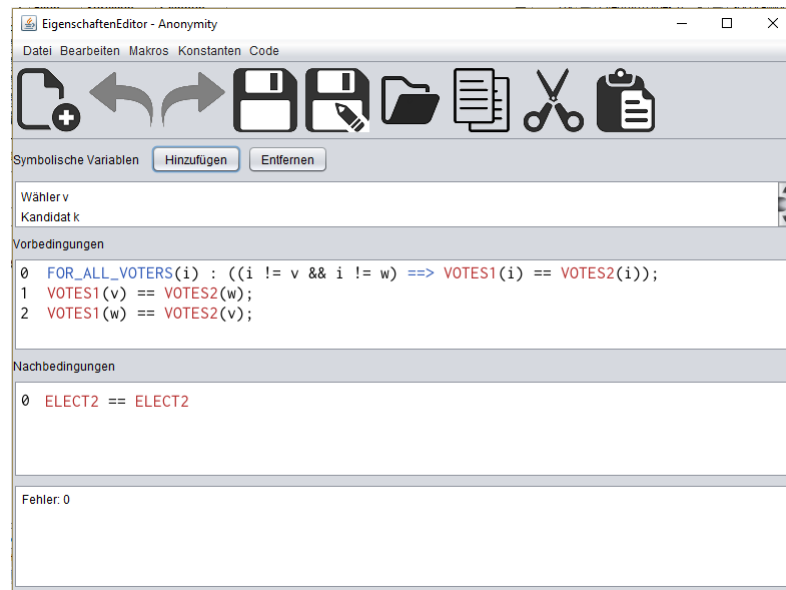 EigenschaftenEditor - Anonymity
Datei Bearbeiten Makros Konstanten Code
Symbolische Variablen Hinzufügen Entfernen
Wähler v
Kandidat k
Vorbedingungen
0 FOR_ALL_VOTERS(i) : ((i != v && i != w) ==> VOTES1(i) == VOTES2(i));
1 VOTES1(v) == VOTES2(w);
2 VOTES1(w) == VOTES2(v);
Nachbedingungen
0 ELECT2 == ELECT2
Fehler: 0